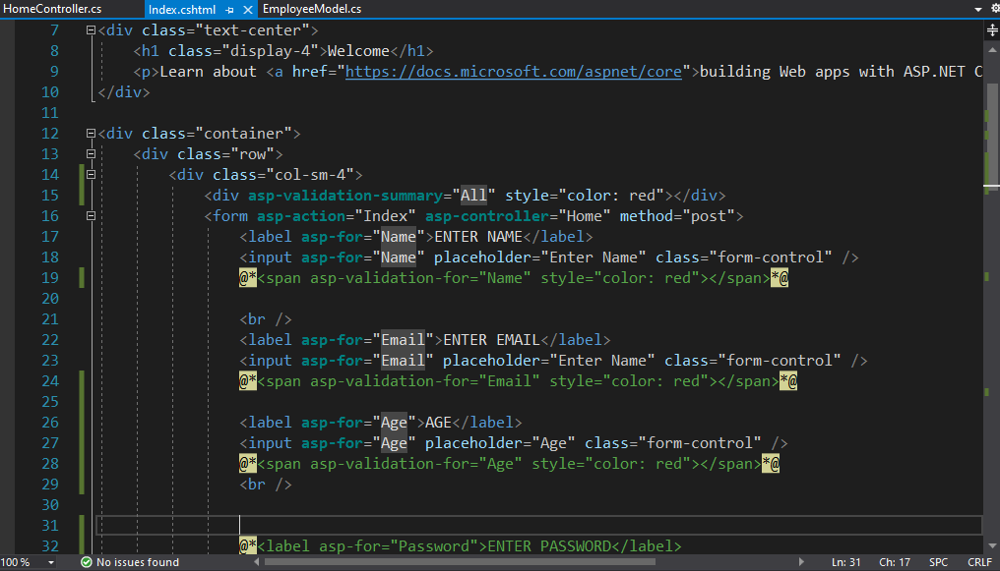 HomeController.cs Index.cshtml EmployeeModel.cs
7 <div class="text-center">
8 <h1 class="display-4">Welcome</h1>
9 <p>Learn about <a href="https://docs.microsoft.com/aspnet/core">building Web apps with ASP.NET C
10 </div>
11
12 <div class="container">
13 <div class="row">
14 <div class="col-sm-4">
15 <div asp-validation-summary="All" style="color: red"></div>
16 <form asp-action="Index" asp-controller="Home" method="post">
17 <label asp-for="Name">ENTER NAME</label>
18 <input asp-for="Name" placeholder="Enter Name" class="form-control" />
19 @*<span asp-validation-for="Name" style="color: red"></span>*@
20
21 <br />
22 <label asp-for="Email">ENTER EMAIL</label>
23 <input asp-for="Email" placeholder="Enter Name" class="form-control" />
24 @*<span asp-validation-for="Email" style="color: red"></span>*@
25
26 <label asp-for="Age">AGE</label>
27 <input asp-for="Age" placeholder="Age" class="form-control" />
28 @*<span asp-validation-for="Age" style="color: red"></span>*@
29 <br />
30
31
32 @*<label asp-for="Password">ENTER PASSWORD</label>
100 % No issues found Ln: 31 Ch: 17 SPC CRLF